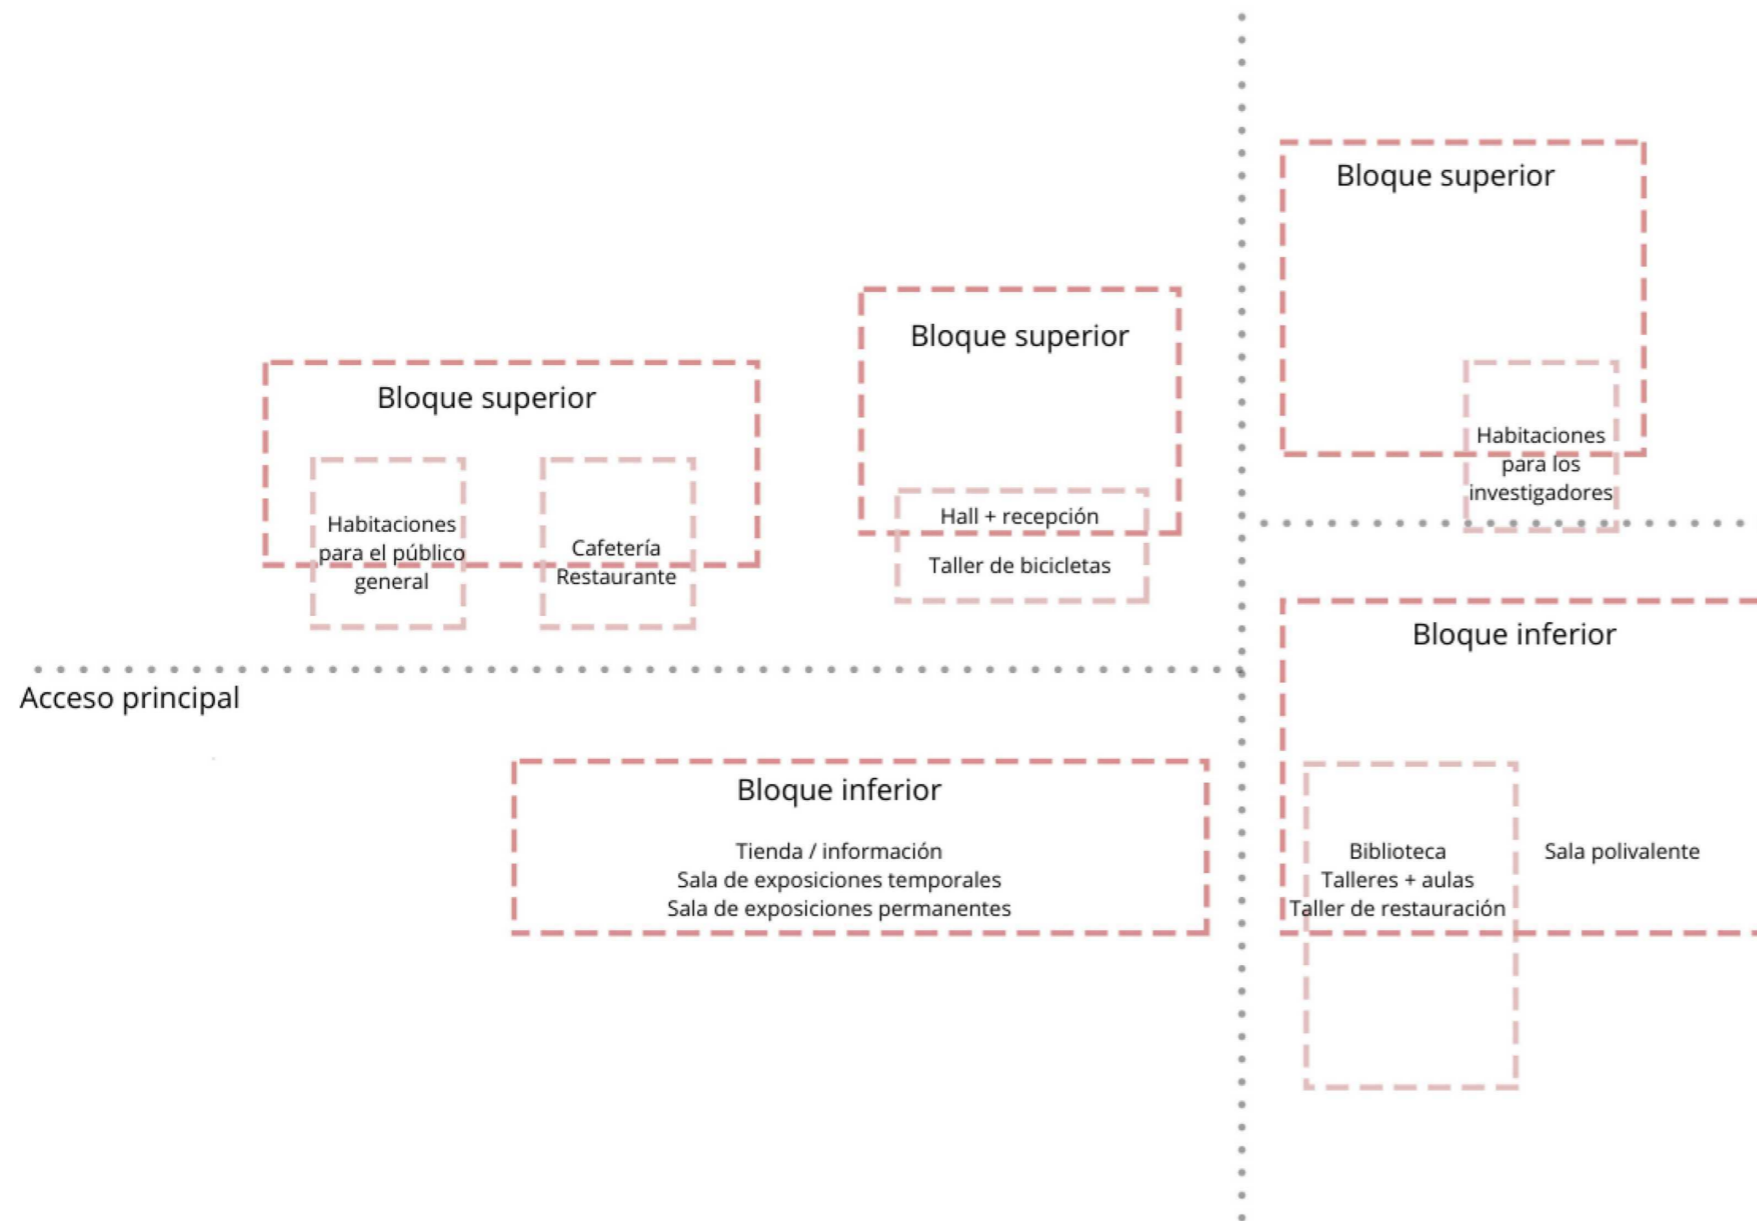 Bloque superior
Bloque superior
Bloque superior
Habitaciones
para el público
general
Cafetería
Restaurante
Hall + recepción
Taller de bicicletas
Habitaciones
para los
investigadores
Acceso principal
Bloque inferior
Tienda / información
Sala de exposiciones temporales
Sala de exposiciones permanentes
Bloque inferior
Biblioteca
Talleres + aulas
Taller de restauración
Sala polivalente